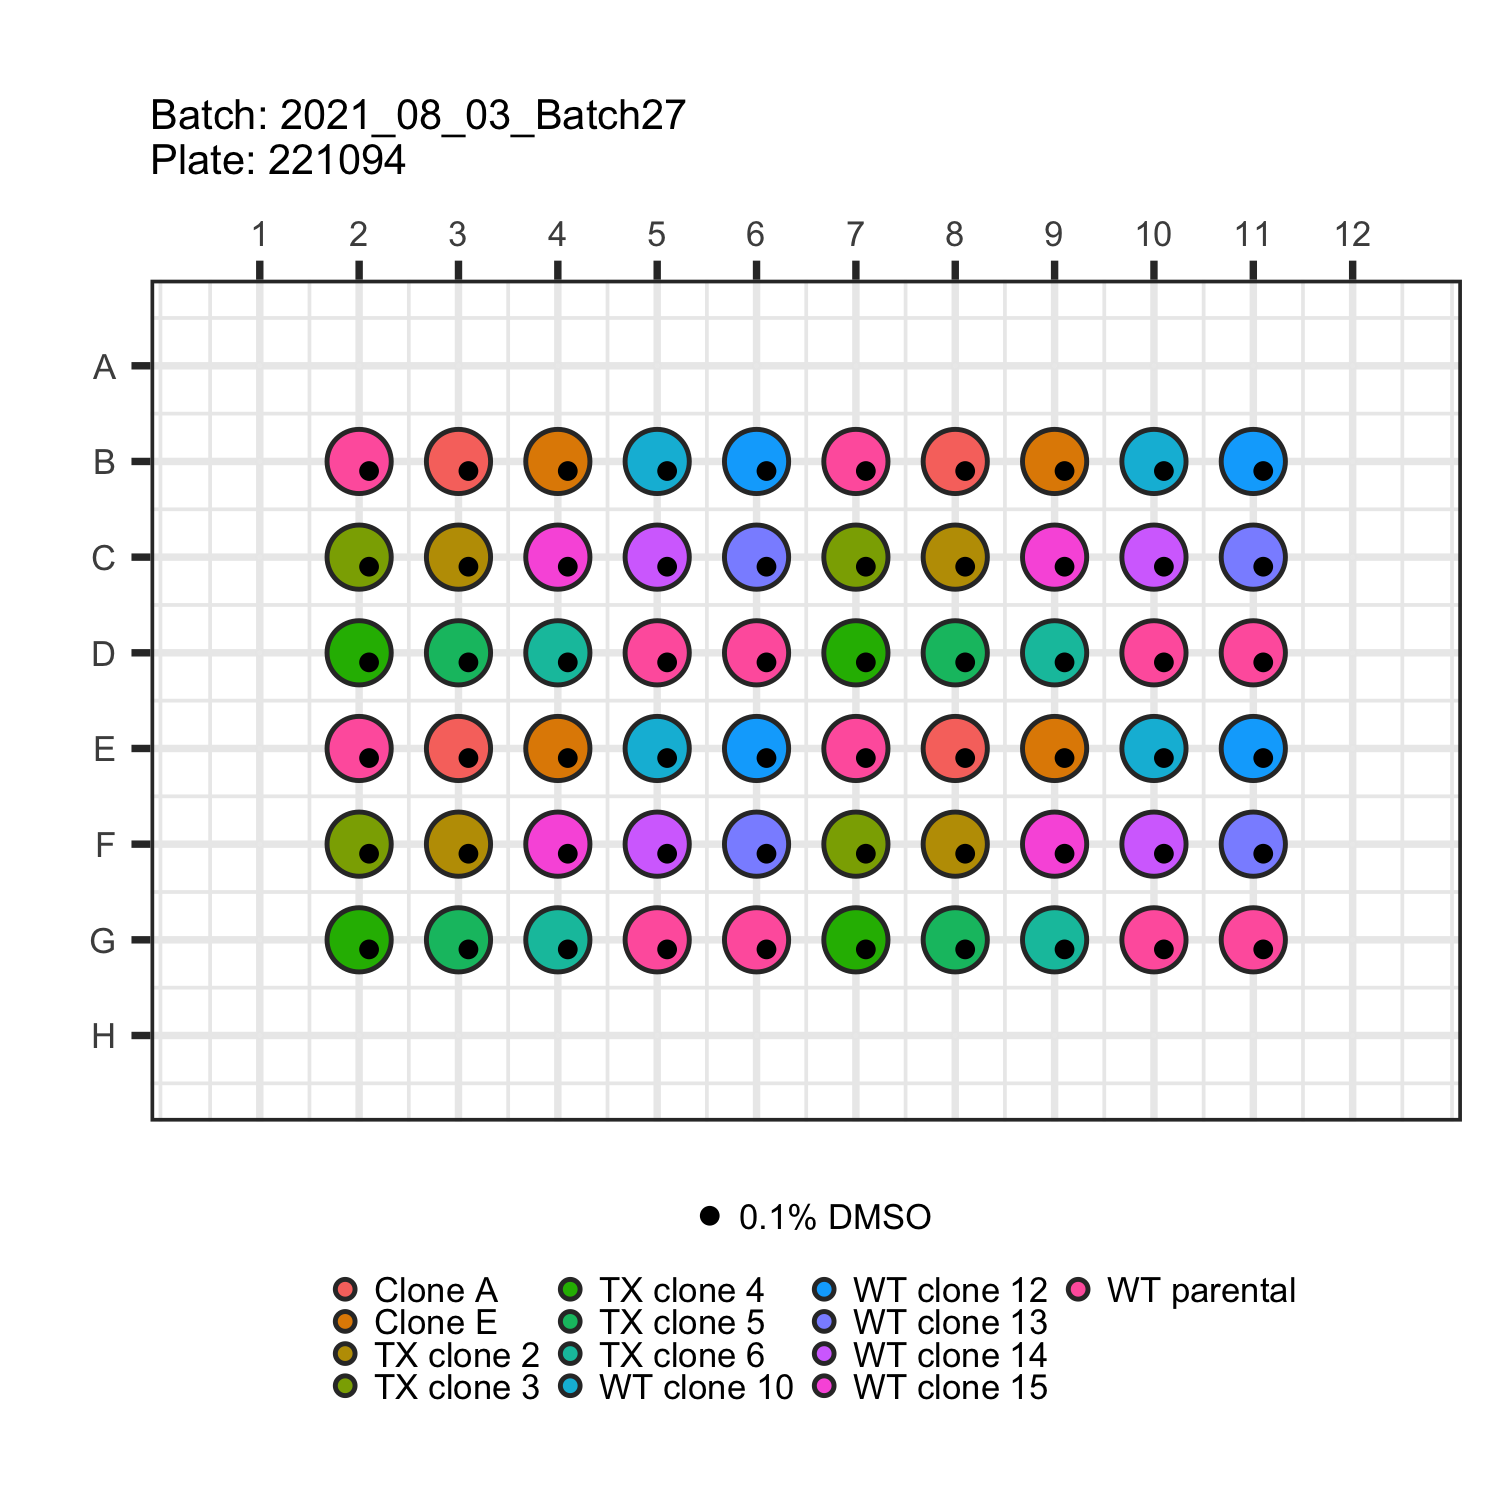 Batch: 2021_08_03_Batch27
Plate: 221094
1 2 3 4 5 6 7 8 9 10 11 12
A
B
C
D
E
F
G
H
0.1% DMSO
Clone A TX clone 4 WT clone 12 WT parental
Clone E TX clone 5 WT clone 13
TX clone 2 TX clone 6 WT clone 14
TX clone 3 WT clone 10 WT clone 15